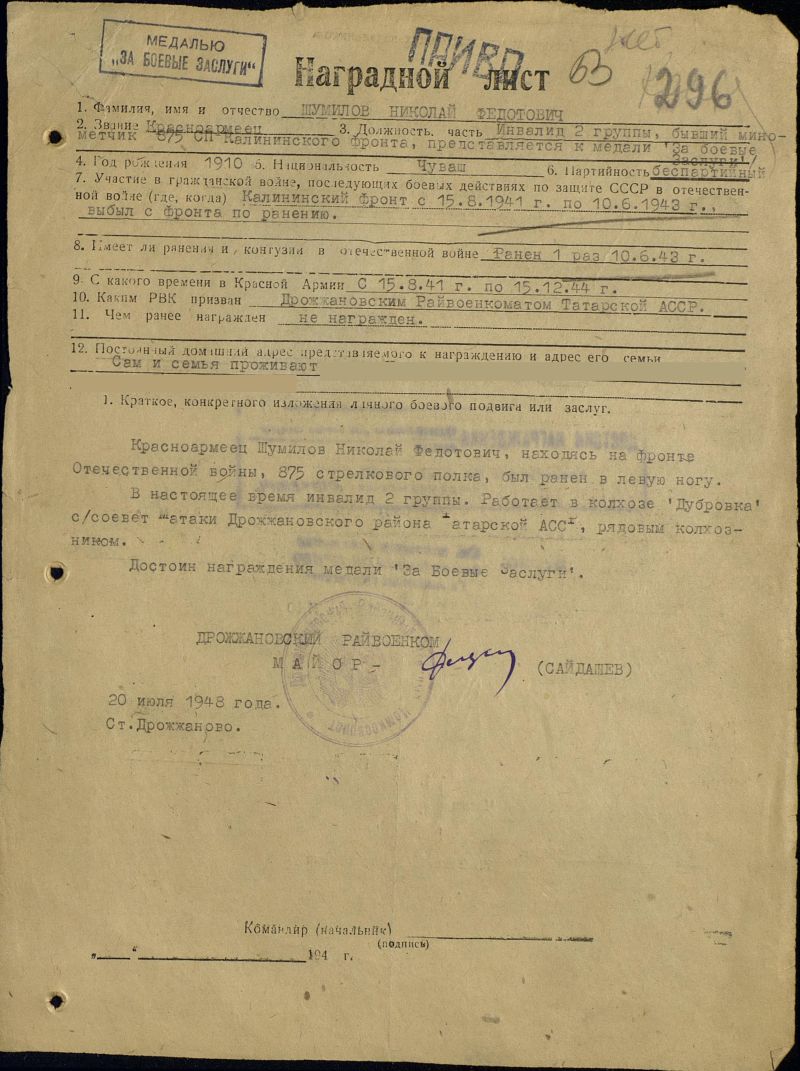 МЕДАЛЬЮ
„ЗА БОЕВЫЕ ЗАСЛУГИ"
ПРИВО
Наградной лист
296
1. Фамилия, имя и отчество ШУМИЛОВ НИКОЛАЙ ФЕДОТОВИЧ
2. Звание Красноармеец 3. Должность, часть Инвалид 2 группы, бывший мино-
метчик 875 СП Калининского фронта, представляется к медали 'За боевые
Заслуги'/
4. Год рождения 1910 5. Национальность Чуваш 6. Партийность беспартийный
7. Участие в гражданской войне, последующих боевых действиях по защите СССР в отечествен-
ной войне (где, когда) Калининский фронт с 15.8.1941 г. по 10.6.1943 г.,
выбыл с фронта по ранению.
8. Имеет ли ранения и контузии в отечественной войне Ранен 1 раз 10.6.43 г.
9. С какого времени в Красной Армии С 15.8.41 г. по 15.12.44 г.
10. Каким РВК призван Дрожжановским Райвоенкоматом Татарской АССР.
11. Чем ранее награжден не награжден.
12. Постоянный домашний адрес представляемого к награждению и адрес его семьи
Сам и семья проживают
1. Краткое, конкретного изложения личного боевого подвига или заслуг.
Красноармеец Шумилов Николай Федотович, находясь на фронте
Отечественной войны, 875 стрелкового полка, был ранен в левую ногу.
В настоящее время инвалид 2 группы. Работает в колхозе 'Дубровка'
с/совет Матаки Дрожжановского района Татарской АССР, рядовым колхоз-
ником.
Достоин награждения медали 'За Боевые Заслуги'.
ДРОЖЖАНОВСКИЙ РАЙВОЕНКОМ
МАЙОР- (САЙДАШЕВ)
20 июля 1948 года.
Ст.Дрожжаново.
Командир (начальник)
(подпись)
„ " 194 г.